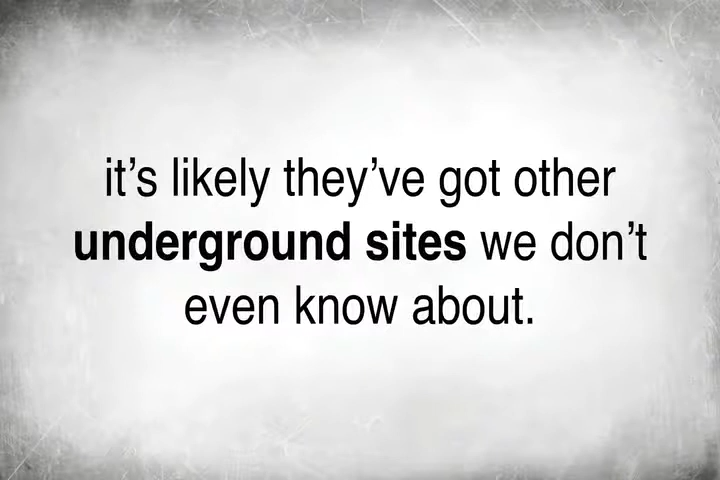 it’s likely they’ve got other
underground sites we don’t
even know about.